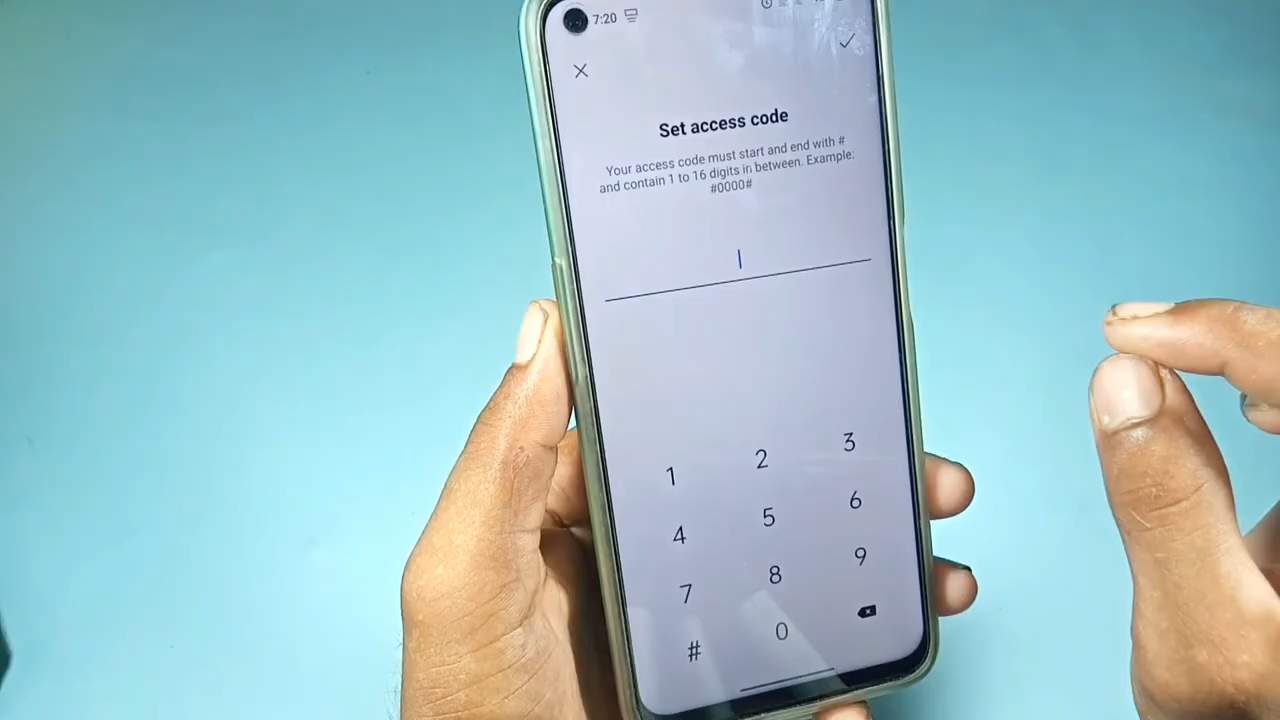 7:20
Set access code
Your access code must start and end with #
and contain 1 to 16 digits in between. Example:
#0000#
1 2 3
4 5 6
7 8 9
# 0